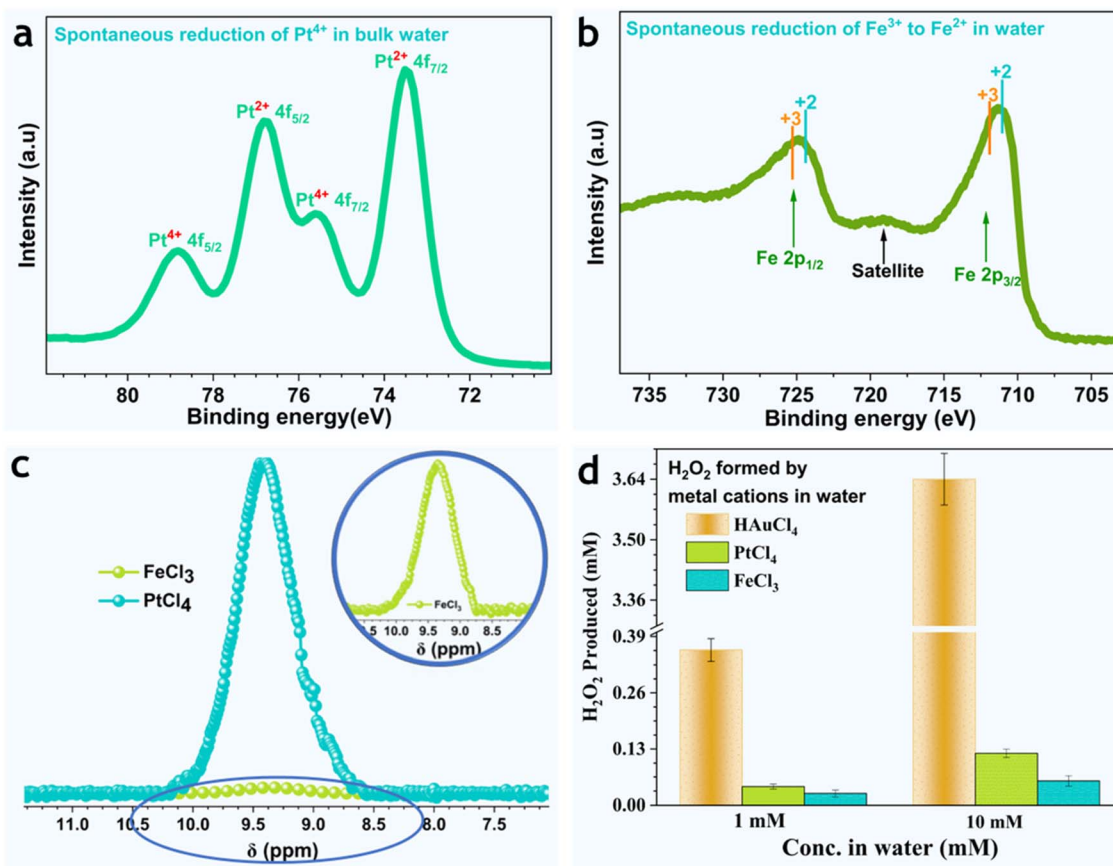 a
Spontaneous reduction of Pt⁴⁺ in bulk water
Pt²⁺ 4f₇/₂
Pt²⁺ 4f₅/₂
Pt⁴⁺ 4f₇/₂
Pt⁴⁺ 4f₅/₂
Intensity (a.u)
80 78 76 74 72
Binding energy(eV)
b
Spontaneous reduction of Fe³⁺ to Fe²⁺ in water
+2
+3
+2
+3
Fe 2p₁/₂
Satellite
Fe 2p₃/₂
Intensity (a.u)
735 730 725 720 715 710 705
Binding energy (eV)
c
FeCl₃
PtCl₄
FeCl₃
10.0 9.5 9.0 8.5
δ (ppm)
11.0 10.5 10.0 9.5 9.0 8.5 8.0 7.5
δ (ppm)
d
H₂O₂ formed by
metal cations in water
HAuCl₄
PtCl₄
FeCl₃
H₂O₂ Produced (mM)
3.64
3.50
3.36
0.39
0.26
0.13
0.00
1 mM 10 mM
Conc. in water (mM)